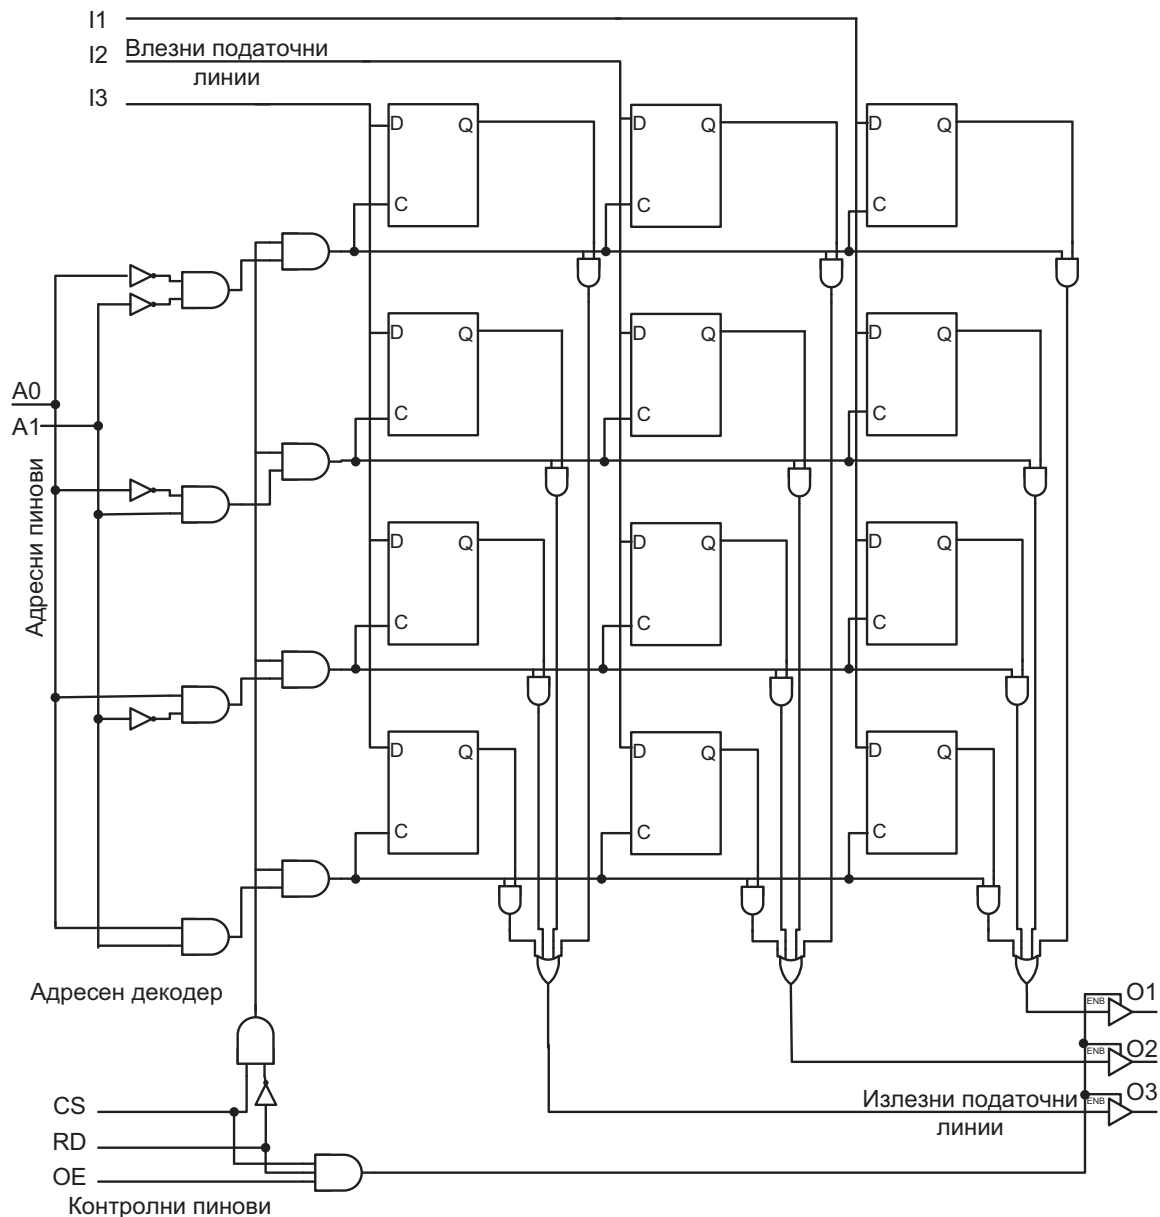 I1
I2 Влезни податочни
линии
I3
D Q D Q D Q
C C C
D Q D Q D Q
C C C
A0
A1
Адресни пинови
D Q D Q D Q
C C C
D Q D Q D Q
C C C
Адресен декодер
ENB O1
ENB O2
CS
Излезни податочни ENB O3
линии
RD
OE
Контролни пинови